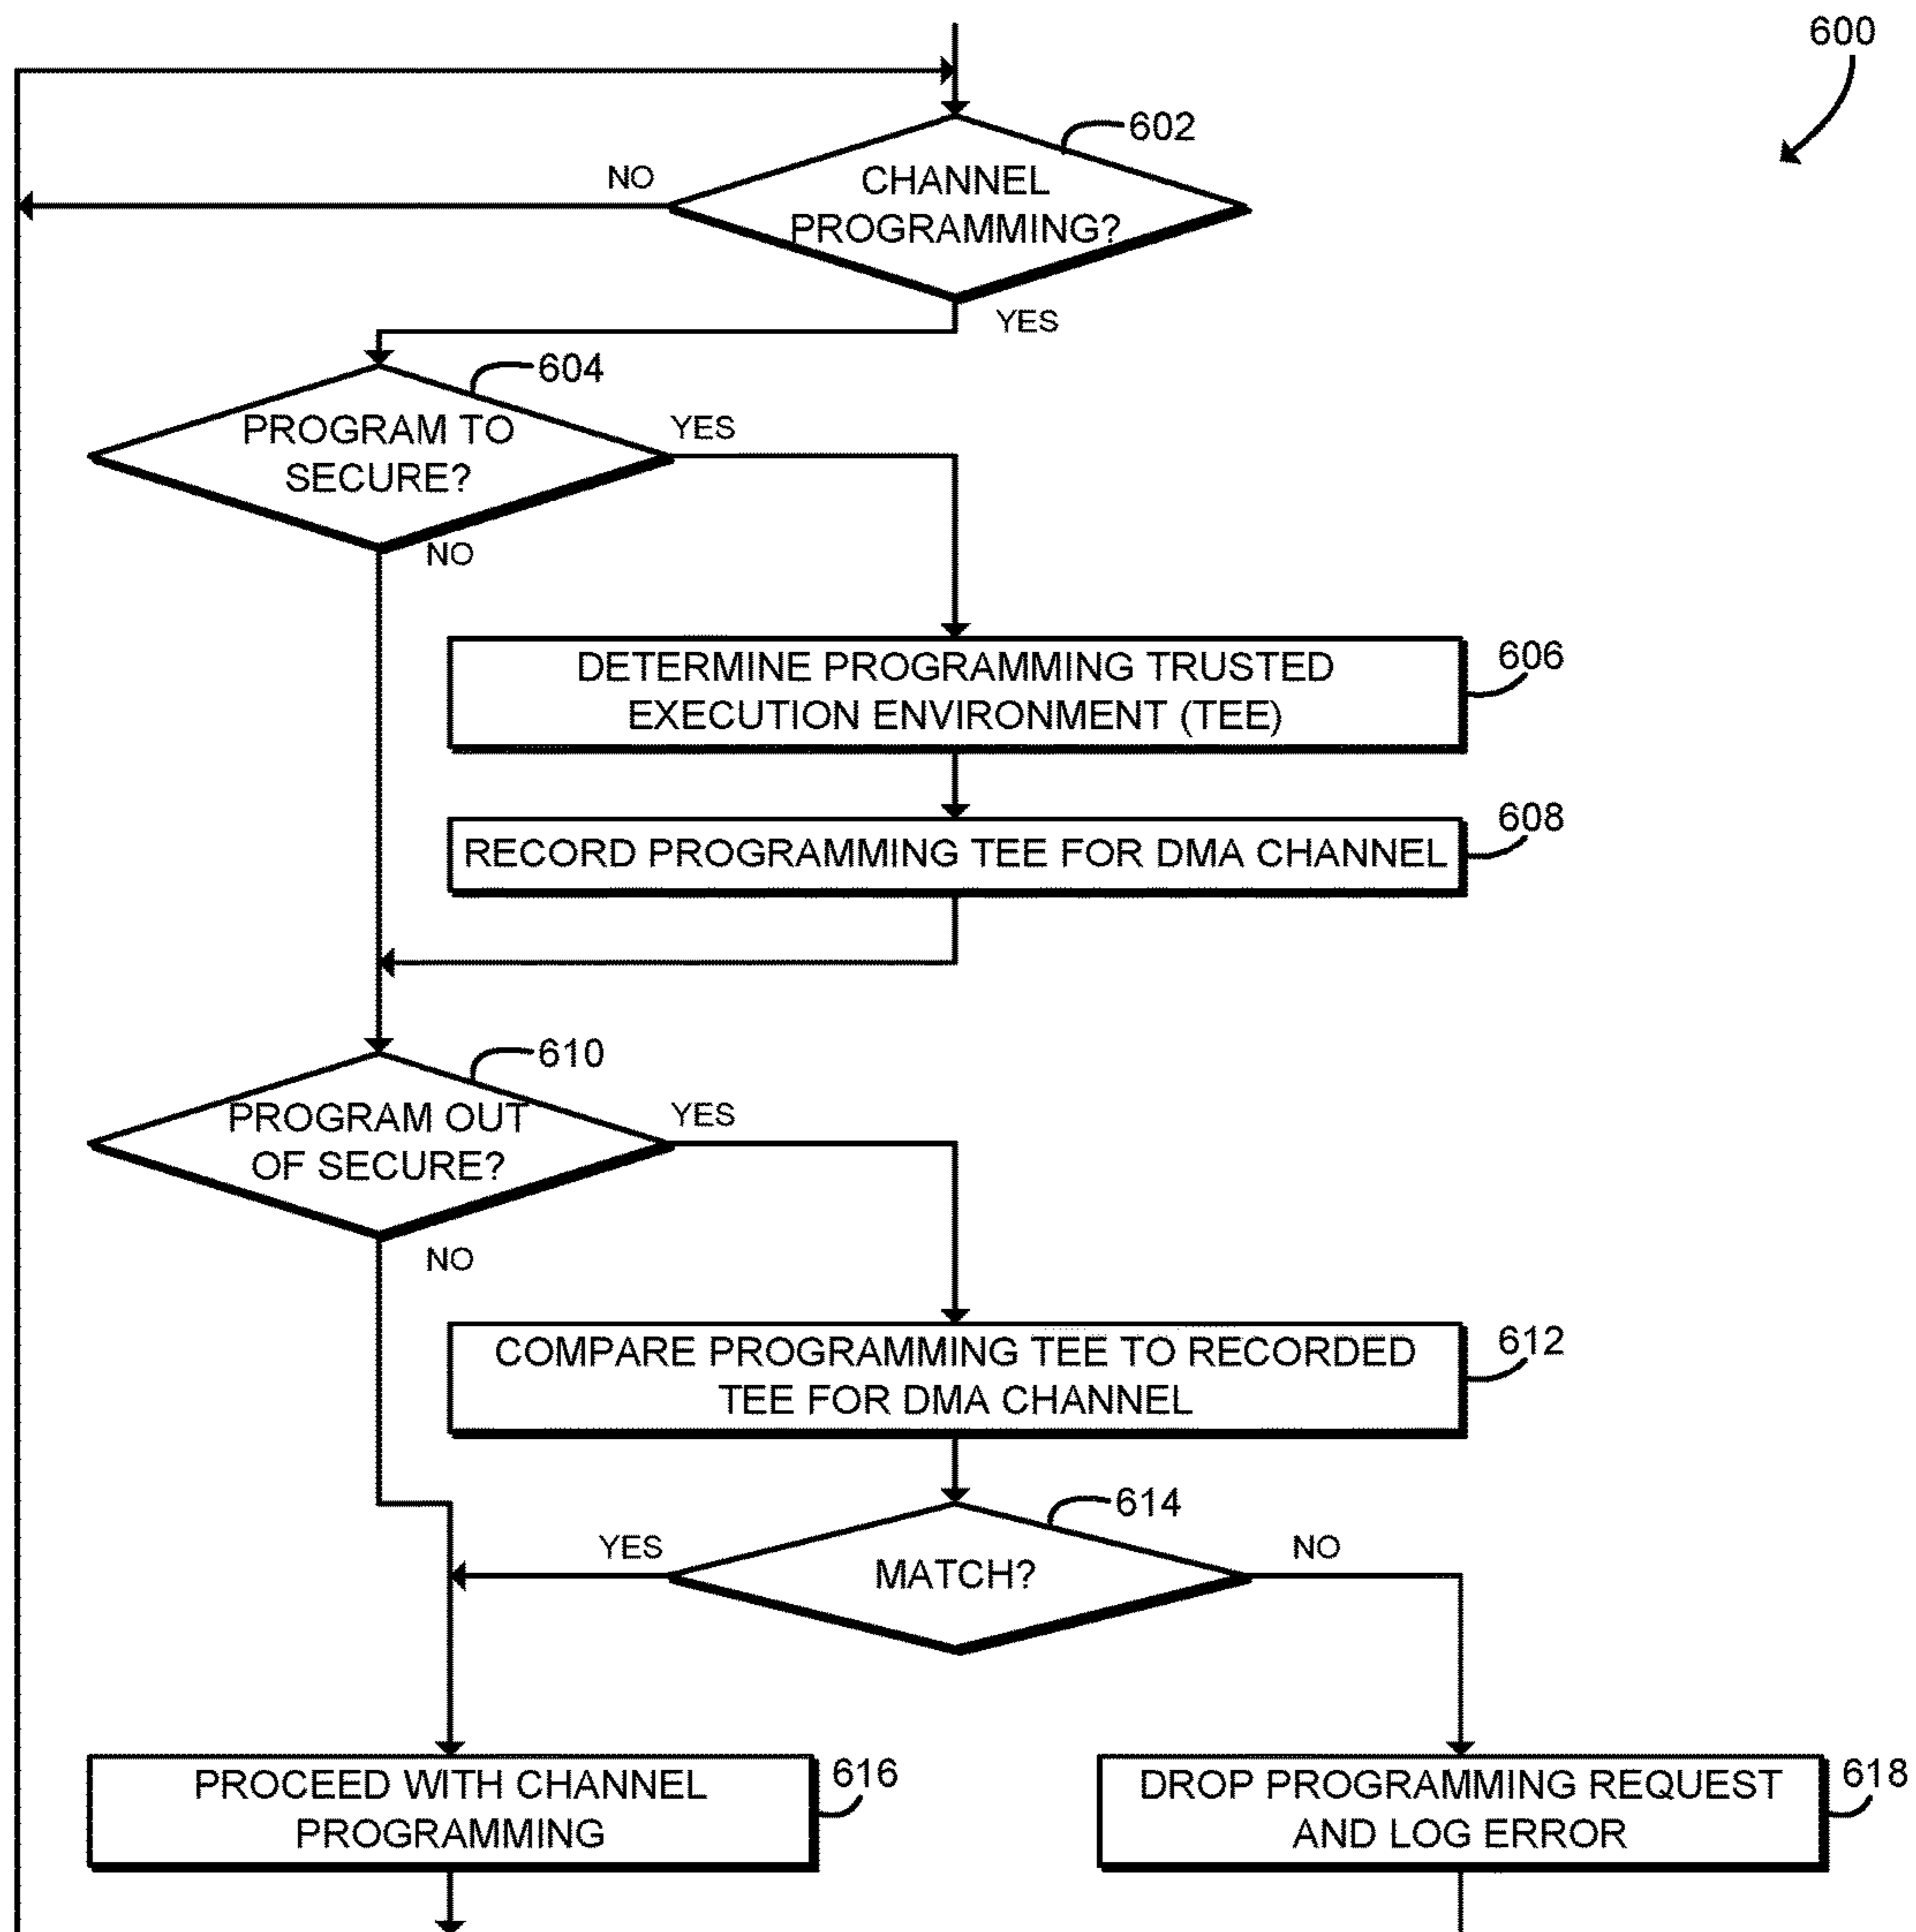 600
602
CHANNEL
PROGRAMMING?
NO
YES
604
PROGRAM TO
SECURE?
YES
NO
606
DETERMINE PROGRAMMING TRUSTED
EXECUTION ENVIRONMENT (TEE)
608
RECORD PROGRAMMING TEE FOR DMA CHANNEL
610
PROGRAM OUT
OF SECURE?
YES
NO
612
COMPARE PROGRAMMING TEE TO RECORDED
TEE FOR DMA CHANNEL
614
MATCH?
YES
NO
PROCEED WITH CHANNEL
PROGRAMMING
616
DROP PROGRAMMING REQUEST
AND LOG ERROR
618